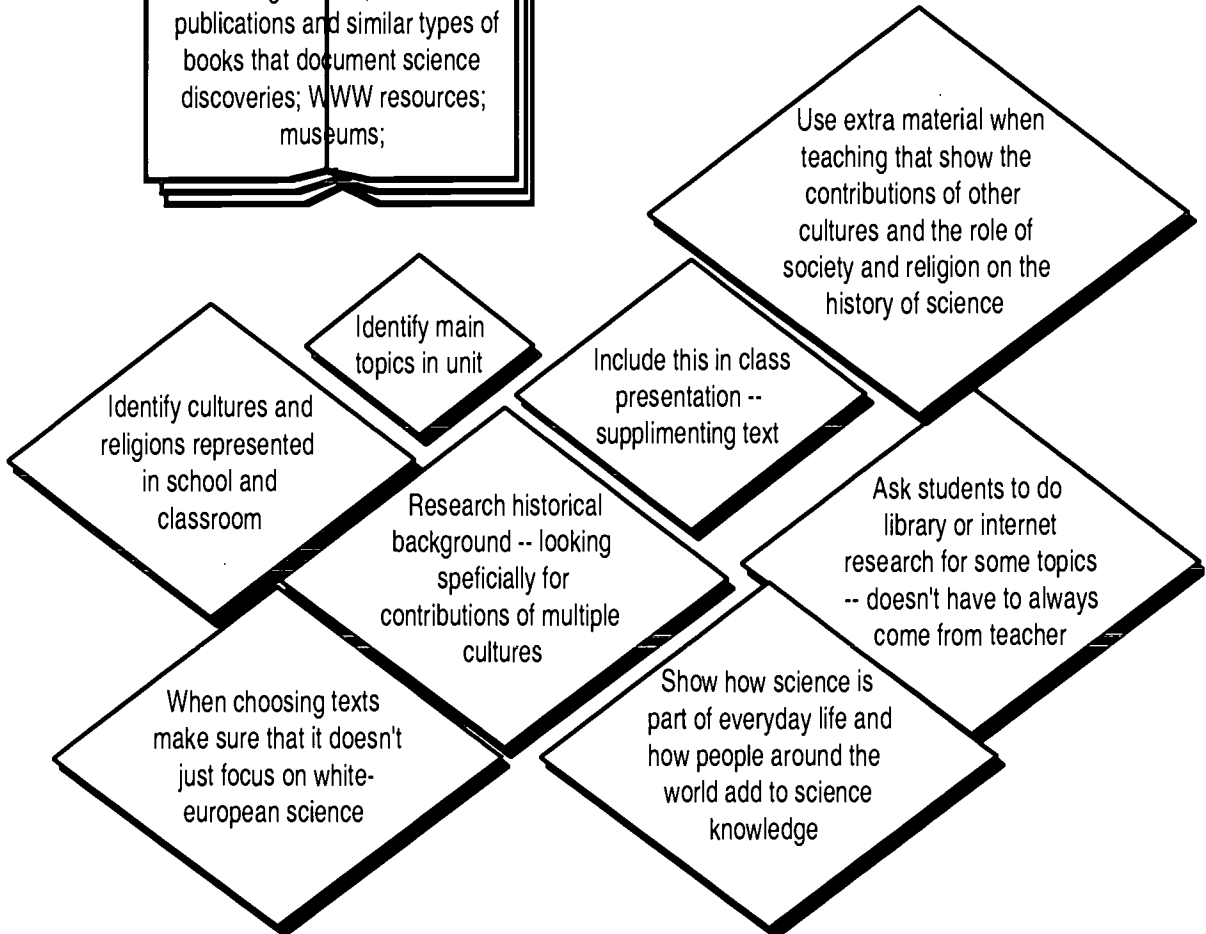 publications and similar types of
books that document science
discoveries; WWW resources;
museums;
Use extra material when
teaching that show the
contributions of other
cultures and the role of
society and religion on the
history of science
Identify main
topics in unit
Include this in class
presentation --
supplimenting text
Identify cultures and
religions represented
in school and
classroom
Research historical
background -- looking
speficially for
contributions of multiple
cultures
Ask students to do
library or internet
research for some topics
-- doesn't have to always
come from teacher
When choosing texts
make sure that it doesn't
just focus on white-
european science
Show how science is
part of everyday life and
how people around the
world add to science
knowledge